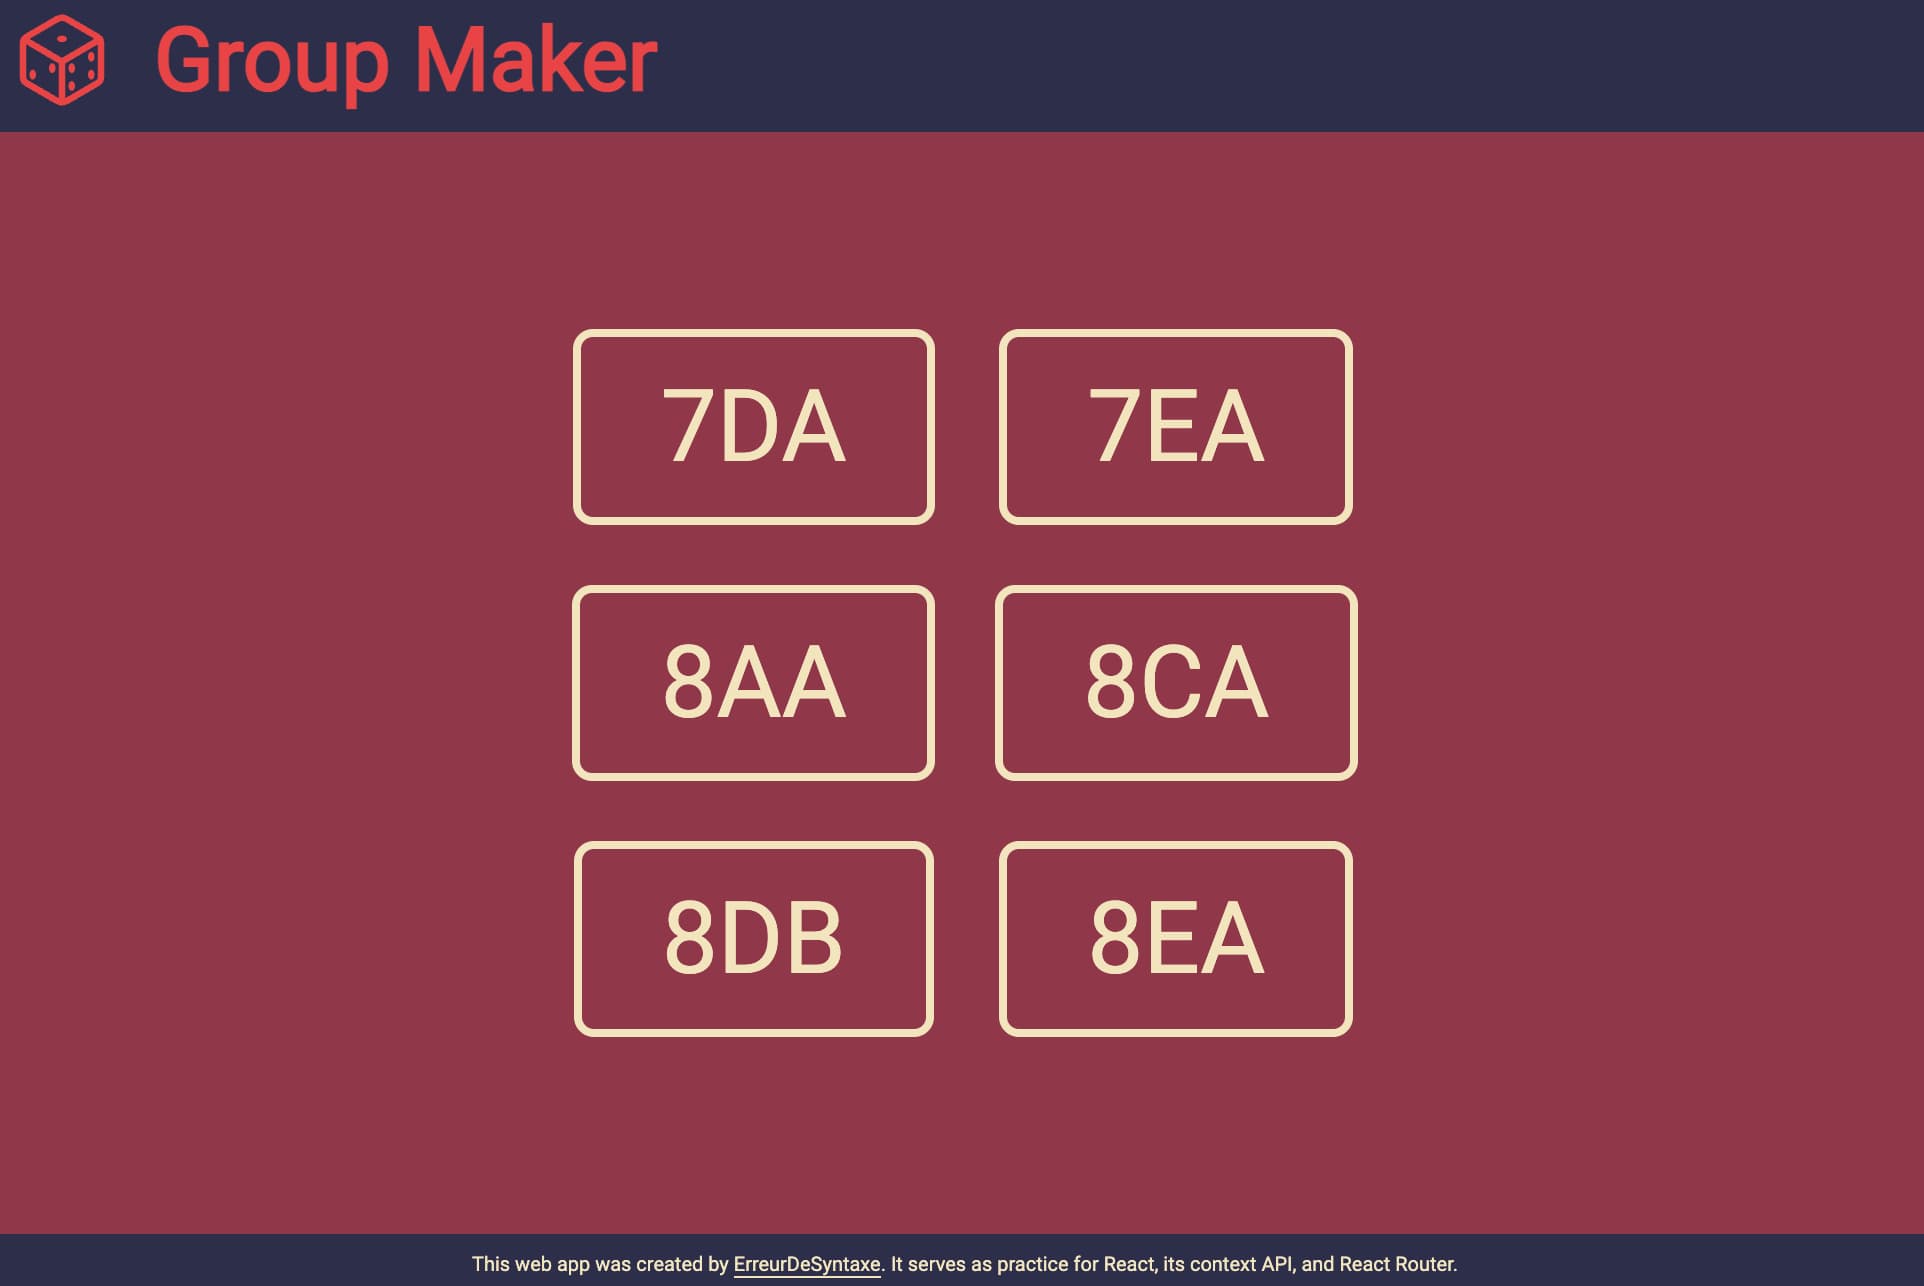 Group Maker
7DA 7EA
8AA 8CA
8DB 8EA
This web app was created by ErreurDeSyntaxe. It serves as practice for React, its context API, and React Router.